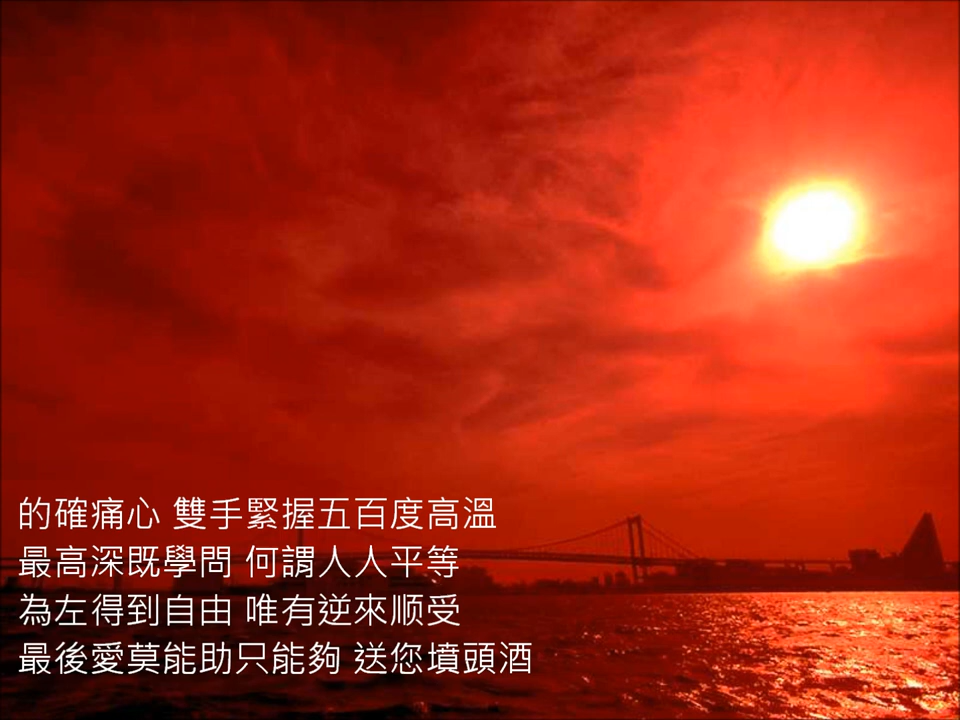 的確痛心 雙手緊握五百度高溫
最高深既學問 何謂人人平等
為左得到自由 唯有逆來顺受
最後愛莫能助只能夠 送您墳頭酒